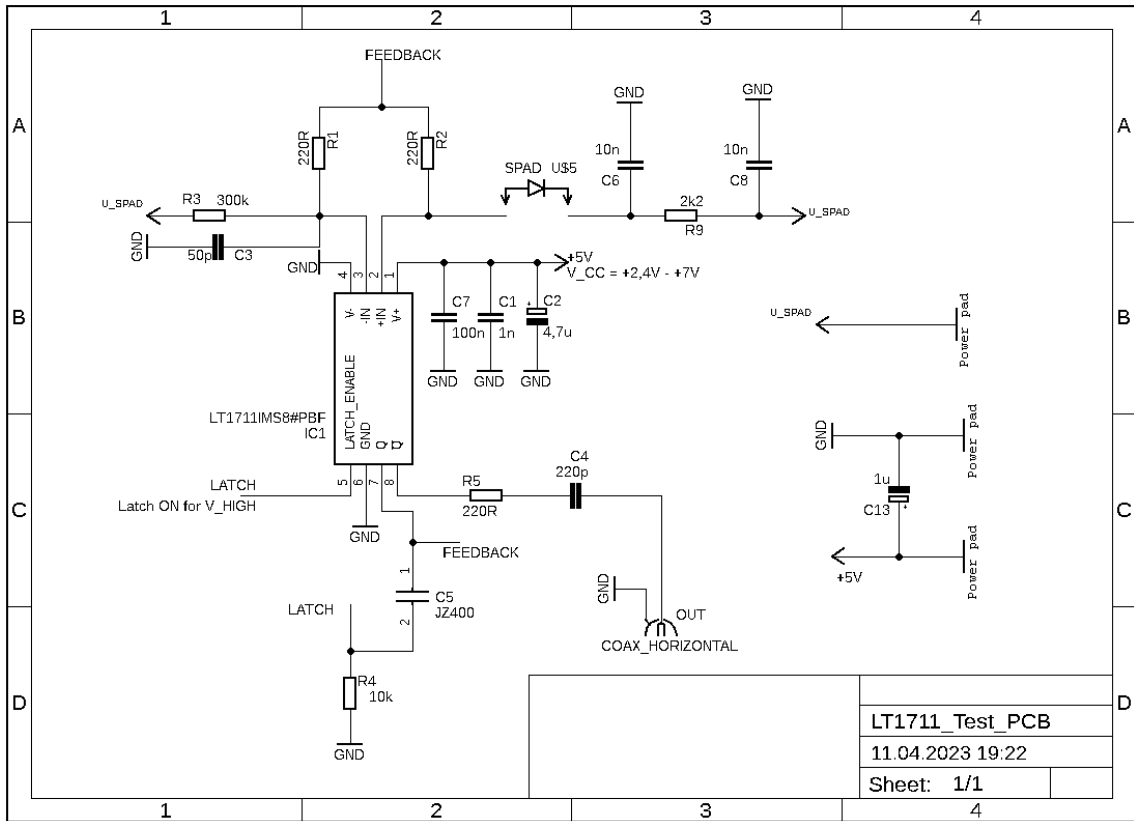 1 2 3 4
A A
B B
C C
D D
1 2 3 4
FEEDBACK
220R R1
220R R2
R3 300k
U_SPAD
GND
50p C3
GND
SPAD U$5
GND
10n
C6
GND
10n
C8
2k2
R9
U_SPAD
+5V
V_CC = +2,4V - +7V
4 3 2 1
V- -IN +IN V+
C7
100n
GND
C1
1n
GND
C2
+
4,7u
GND
LT1711IMS8#PBF
IC1
LATCH_ENABLE
GND
Q
Q
5 6 7 8
LATCH
Latch ON for V_HIGH
GND
R5
220R
C4
220p
FEEDBACK
1
C5
JZ400
2
LATCH
R4
10k
GND
GND
OUT
COAX_HORIZONTAL
U_SPAD
Power pad
GND
Power pad
1u
C13
+
+5V
Power pad
LT1711_Test_PCB
11.04.2023 19:22
Sheet: 1/1